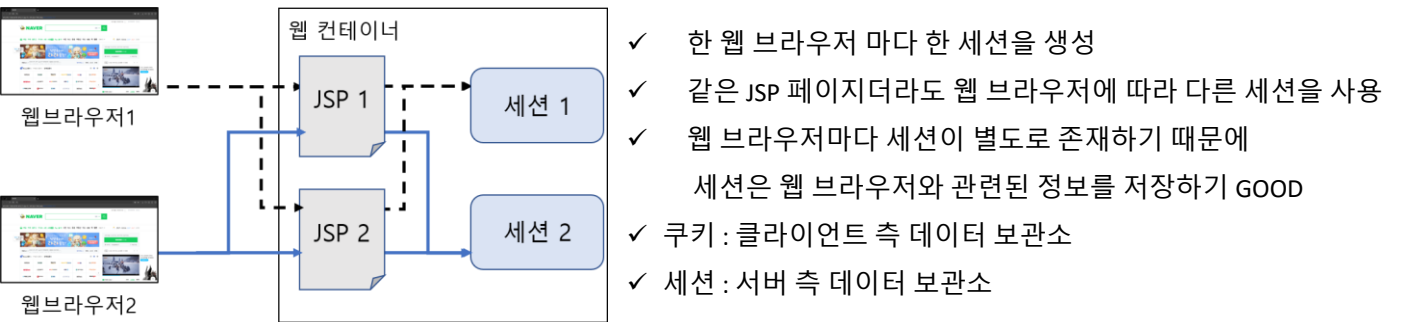 웹 컨테이너
JSP 1
세션 1
웹브라우저1
JSP 2
세션 2
웹브라우저2
✓ 한 웹 브라우저 마다 한 세션을 생성
✓ 같은 JSP 페이지더라도 웹 브라우저에 따라 다른 세션을 사용
✓ 웹 브라우저마다 세션이 별도로 존재하기 때문에
세션은 웹 브라우저와 관련된 정보를 저장하기 GOOD
✓ 쿠키 : 클라이언트 측 데이터 보관소
✓ 세션 : 서버 측 데이터 보관소